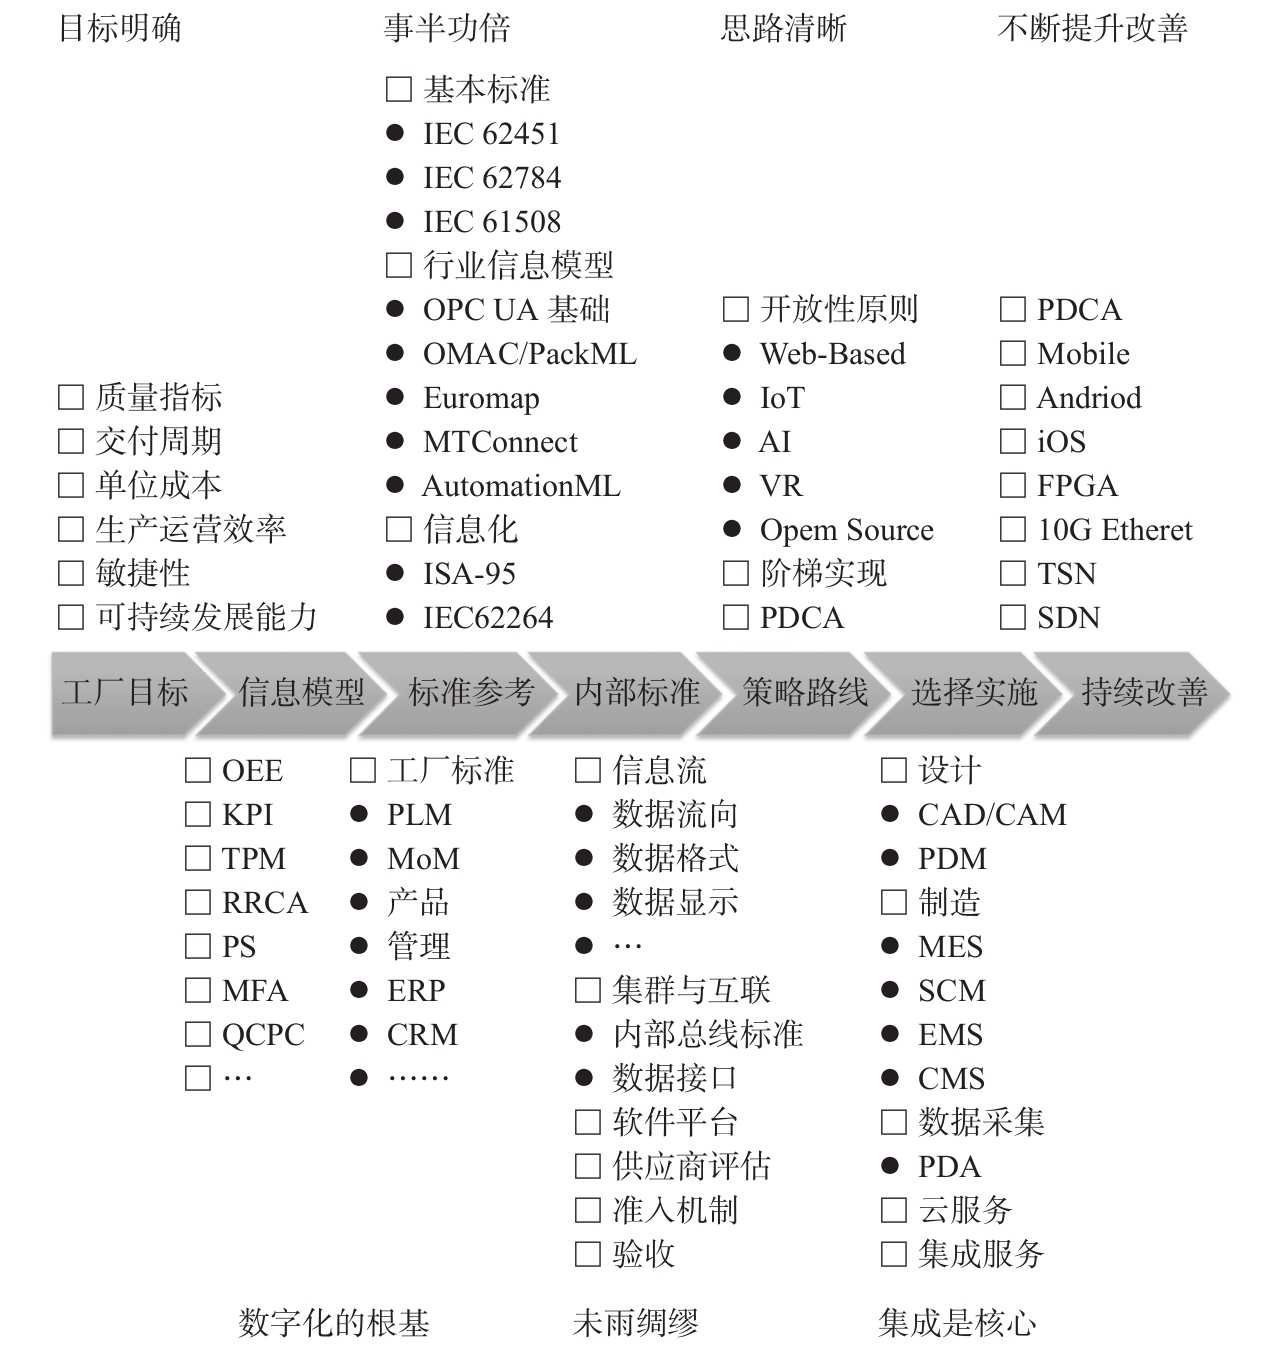 目标明确
事半功倍
思路清晰
不断提升改善
□ 基本标准
● IEC 62451
● IEC 62784
● IEC 61508
□ 行业信息模型
● OPC UA 基础
● OMAC/PackML
● Euromap
● MTConnect
● AutomationML
□ 信息化
● ISA-95
● IEC62264
□ 质量指标
□ 交付周期
□ 单位成本
□ 生产运营效率
□ 敏捷性
□ 可持续发展能力
□ 开放性原则
● Web-Based
● IoT
● AI
● VR
● Opem Source
□ 阶梯实现
□ PDCA
□ PDCA
□ Mobile
□ Andriod
□ iOS
□ FPGA
□ 10G Etheret
□ TSN
□ SDN
工厂目标
信息模型
标准参考
内部标准
策略路线
选择实施
持续改善
□ OEE
□ KPI
□ TPM
□ RRCA
□ PS
□ MFA
□ QCPC
□ …
□ 工厂标准
● PLM
● MoM
● 产品
● 管理
● ERP
● CRM
● ……
□ 信息流
● 数据流向
● 数据格式
● 数据显示
● …
□ 集群与互联
● 内部总线标准
● 数据接口
□ 软件平台
□ 供应商评估
□ 准入机制
□ 验收
□ 设计
● CAD/CAM
● PDM
□ 制造
● MES
● SCM
● EMS
● CMS
□ 数据采集
● PDA
□ 云服务
□ 集成服务
数字化的根基
未雨绸缪
集成是核心